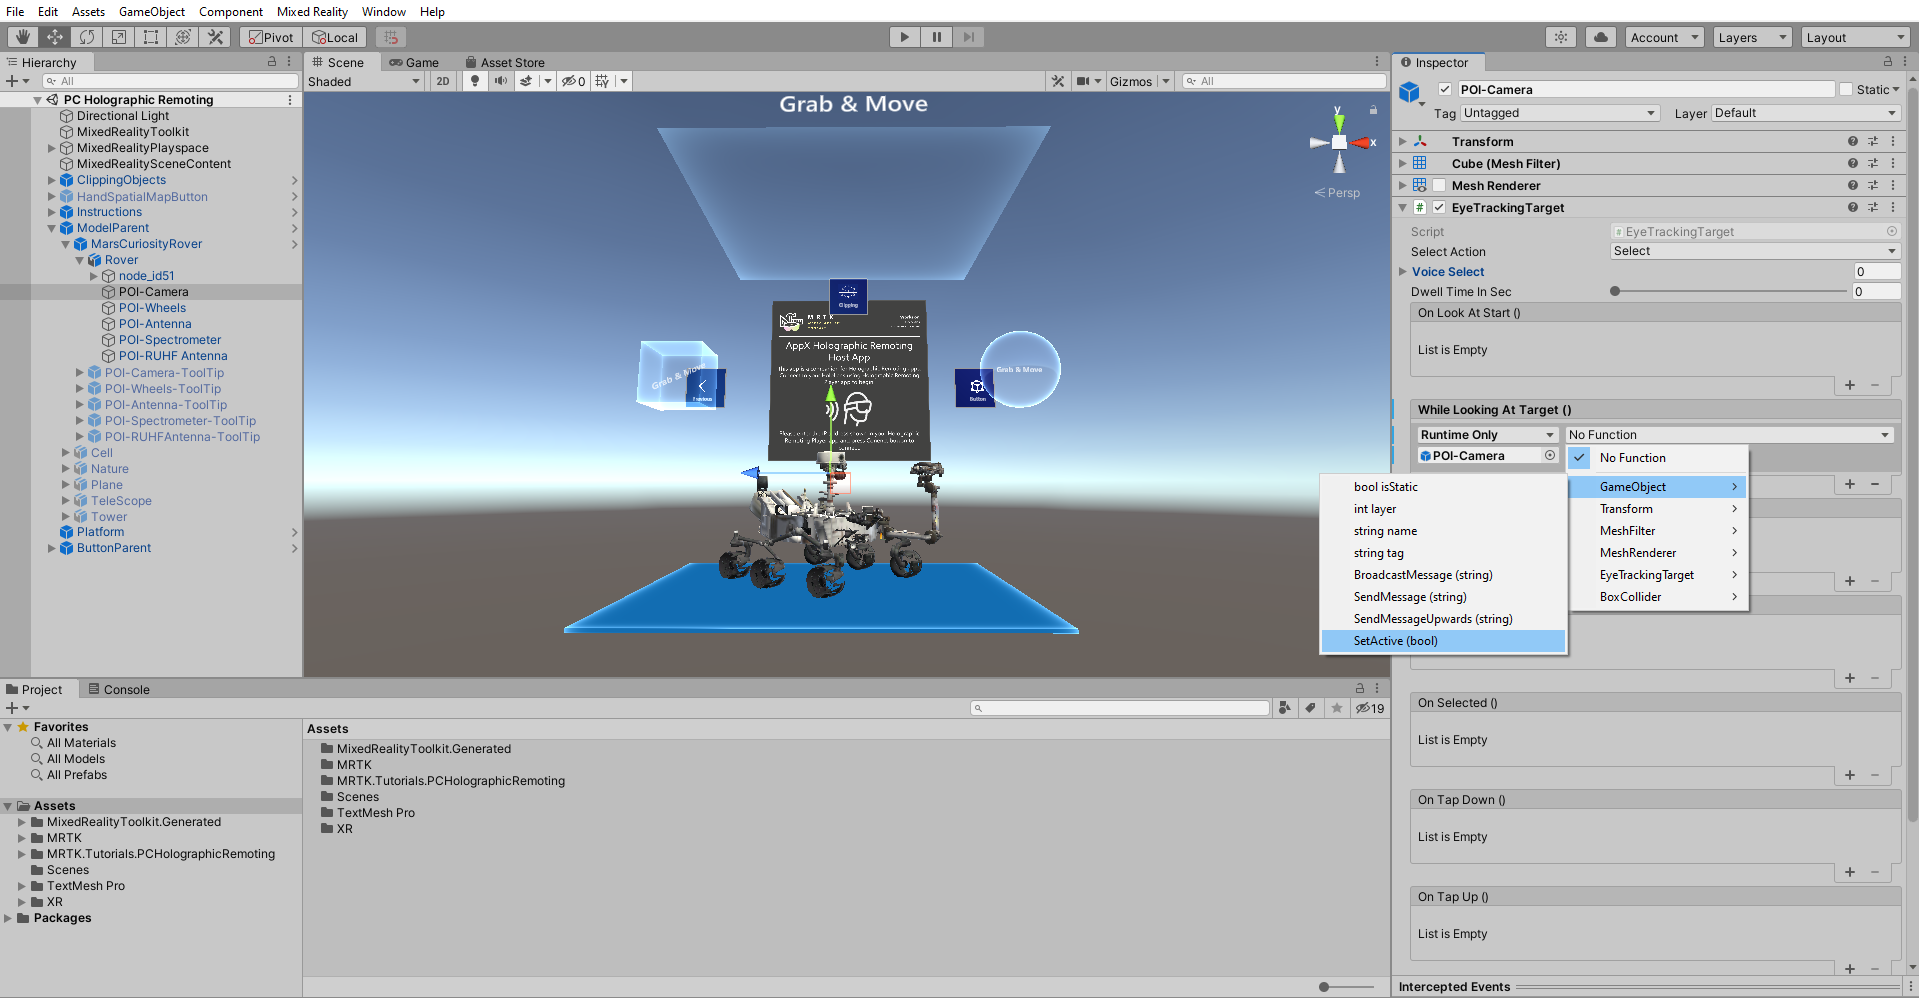 File Edit Assets GameObject Component Mixed Reality Window Help
Pivot Local Account Layers Layout
Hierarchy
All
PC Holographic Remoting
Directional Light
MixedRealityToolkit
MixedRealityPlayspace
MixedRealitySceneContent
ClippingObjects
HandSpatialMapButton
Instructions
ModelParent
MarsCuriosityRover
Rover
node_id51
POI-Camera
POI-Wheels
POI-Antenna
POI-Spectrometer
POI-RUHF Antenna
POI-Camera-ToolTip
POI-Wheels-ToolTip
POI-Antenna-ToolTip
POI-Spectrometer-ToolTip
POI-RUHFAntenna-ToolTip
Cell
Nature
Plane
TeleScope
Tower
Platform
ButtonParent
Scene Game Asset Store
Shaded 2D 0 Gizmos All
Grab & Move
y
x
Persp
Clipping
MRTK
AppX Holographic Remoting
Host App
Grab & Move
Previous
Button
Grab & Move
Inspector
POI-Camera Static
Tag Untagged Layer Default
Transform
Cube (Mesh Filter)
Mesh Renderer
EyeTrackingTarget
Script EyeTrackingTarget
Select Action Select
Voice Select 0
Dwell Time In Sec 0
On Look At Start ()
List is Empty
While Looking At Target ()
Runtime Only No Function
POI-Camera
No Function
GameObject
Transform
MeshFilter
MeshRenderer
EyeTrackingTarget
BoxCollider
bool isStatic
int layer
string name
string tag
BroadcastMessage (string)
SendMessage (string)
SendMessageUpwards (string)
SetActive (bool)
On Selected ()
List is Empty
On Tap Down ()
List is Empty
On Tap Up ()
List is Empty
Intercepted Events
Project Console
19
Favorites
All Materials
All Models
All Prefabs
Assets
MixedRealityToolkit.Generated
MRTK
MRTK.Tutorials.PCHolographicRemoting
Scenes
TextMesh Pro
XR
Packages
Assets
MixedRealityToolkit.Generated
MRTK
MRTK.Tutorials.PCHolographicRemoting
Scenes
TextMesh Pro
XR